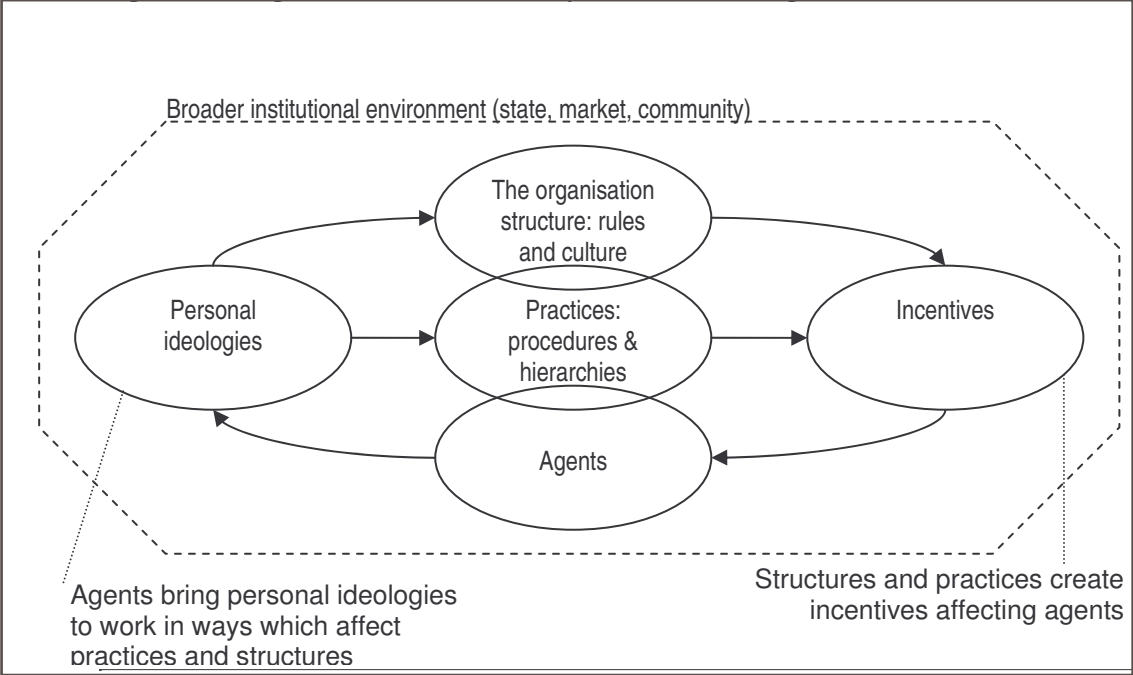 Broader institutional environment (state, market, community)
The organisation
structure: rules
and culture
Personal
ideologies
Practices:
procedures &
hierarchies
Incentives
Agents
Agents bring personal ideologies
to work in ways which affect
practices and structures
Structures and practices create
incentives affecting agents